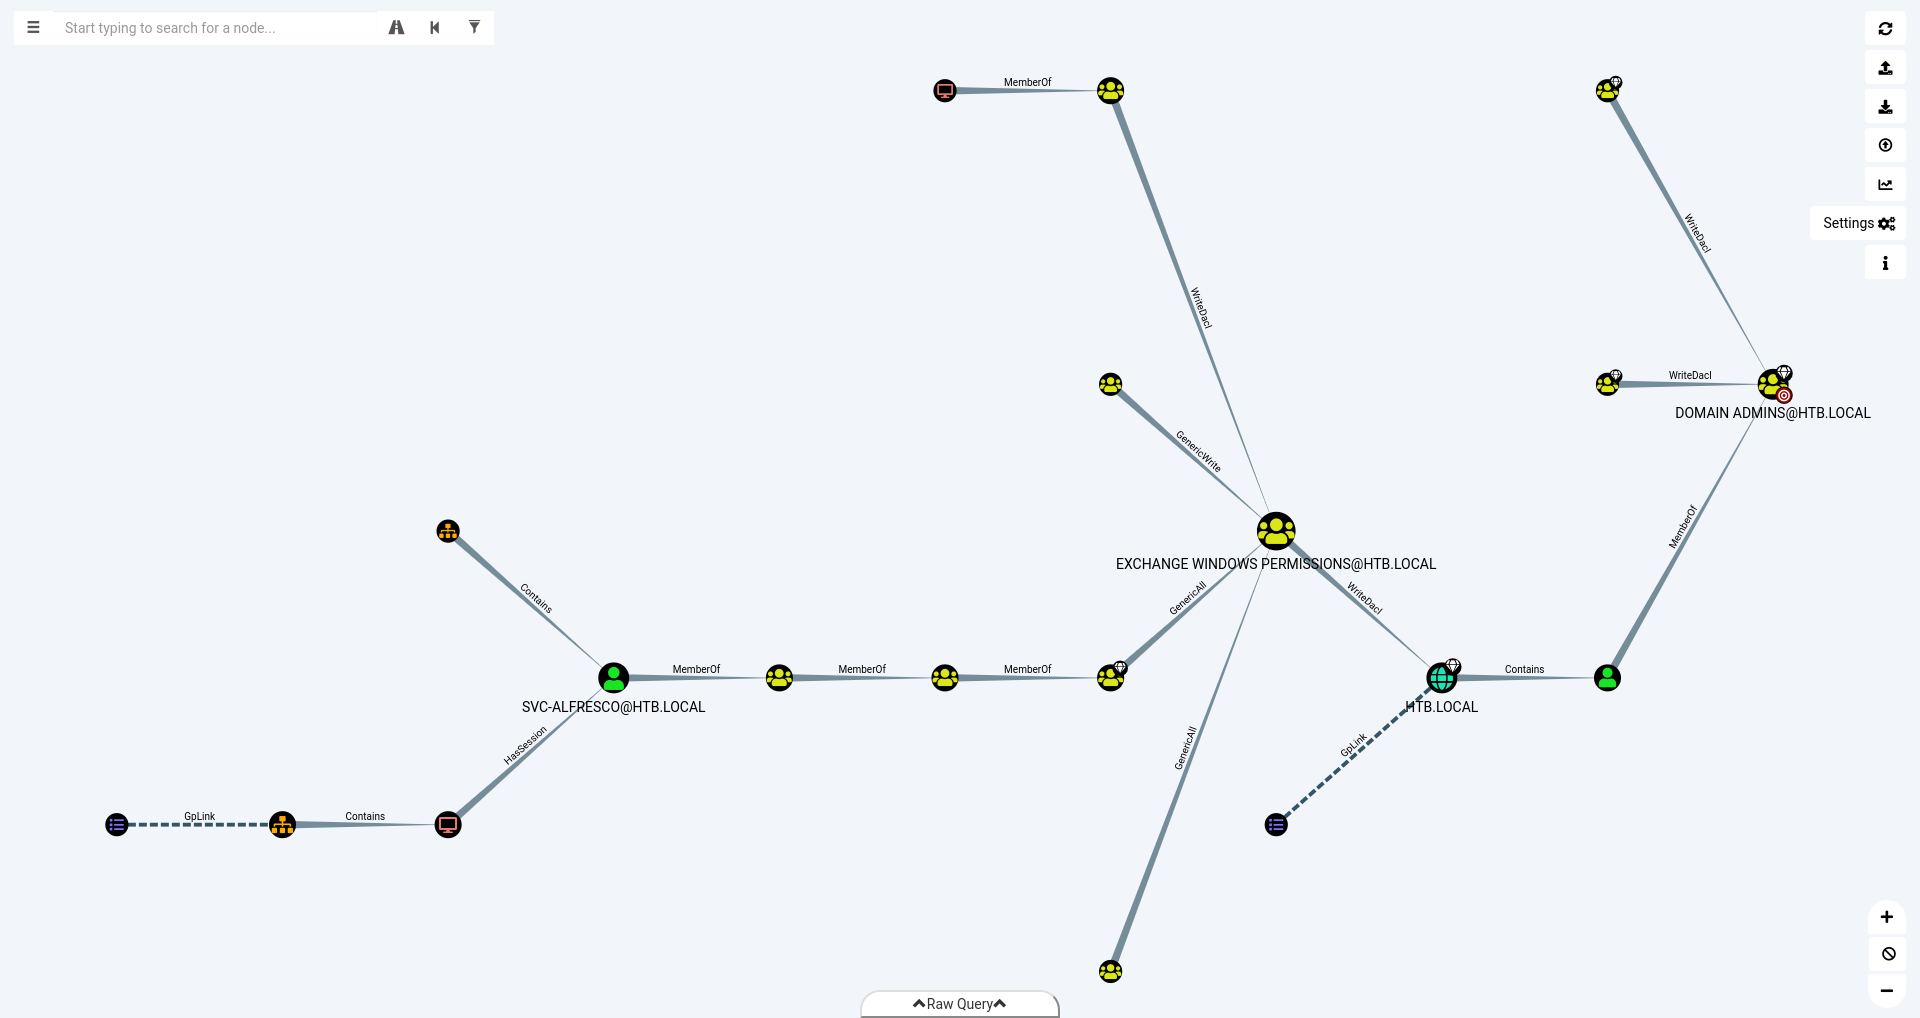 Start typing to search for a node...
MemberOf
WriteDacl
WriteDacl
Settings
WriteDacl
WriteDacl
DOMAIN ADMINS@HTB.LOCAL
GenericWrite
MemberOf
EXCHANGE WINDOWS PERMISSIONS@HTB.LOCAL
Contains
GenericAll
WriteDacl
MemberOf
MemberOf
MemberOf
Contains
SVC-ALFRESCO@HTB.LOCAL
HTB.LOCAL
HasSession
GenericAll
GpLink
GpLink
Contains
Raw Query